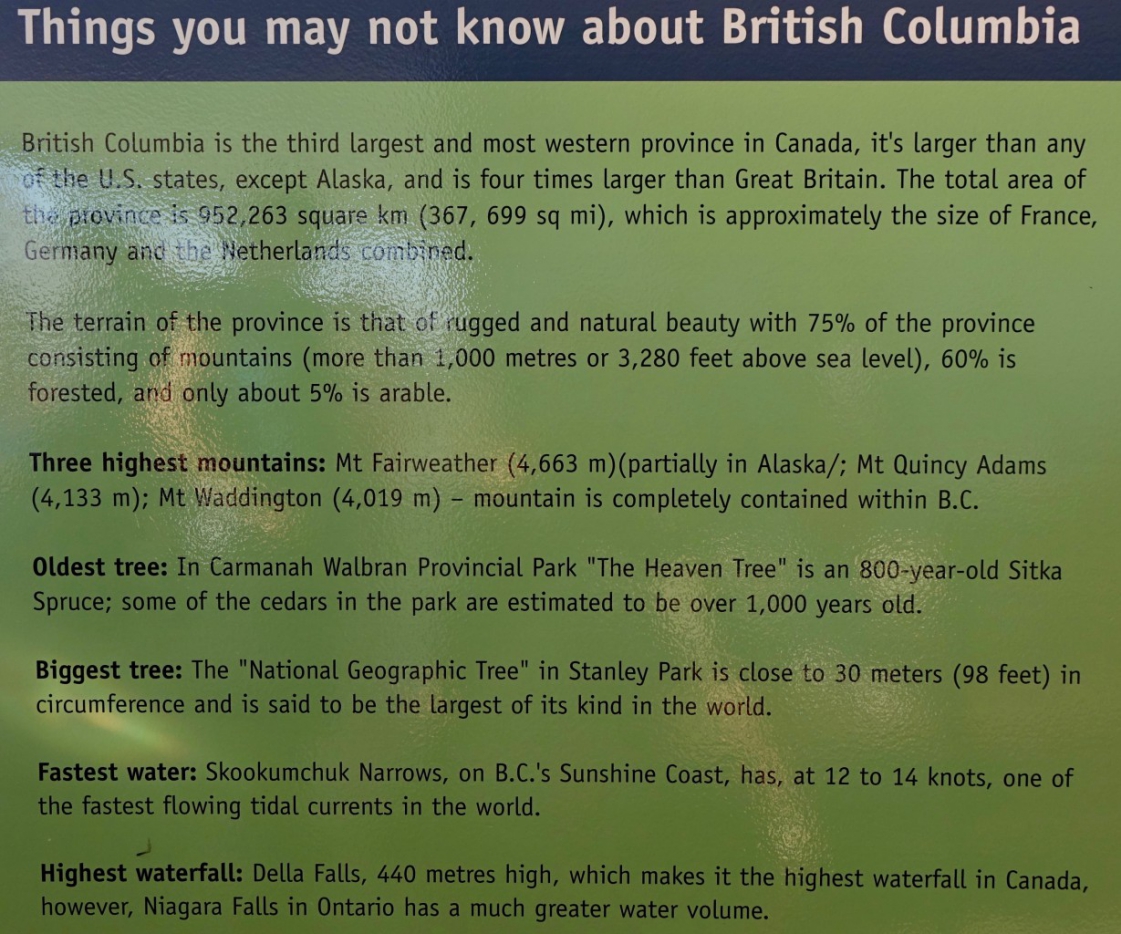 Things you may not know about British Columbia
British Columbia is the third largest and most western province in Canada, it's larger than any
of the U.S. states, except Alaska, and is four times larger than Great Britain. The total area of
the province is 952,263 square km (367, 699 sq mi), which is approximately the size of France,
Germany and the Netherlands combined.
The terrain of the province is that of rugged and natural beauty with 75% of the province
consisting of mountains (more than 1,000 metres or 3,280 feet above sea level), 60% is
forested, and only about 5% is arable.
Three highest mountains: Mt Fairweather (4,663 m)(partially in Alaska/; Mt Quincy Adams
(4,133 m); Mt Waddington (4,019 m) – mountain is completely contained within B.C.
Oldest tree: In Carmanah Walbran Provincial Park "The Heaven Tree" is an 800-year-old Sitka
Spruce; some of the cedars in the park are estimated to be over 1,000 years old.
Biggest tree: The "National Geographic Tree" in Stanley Park is close to 30 meters (98 feet) in
circumference and is said to be the largest of its kind in the world.
Fastest water: Skookumchuk Narrows, on B.C.'s Sunshine Coast, has, at 12 to 14 knots, one of
the fastest flowing tidal currents in the world.
Highest waterfall: Della Falls, 440 metres high, which makes it the highest waterfall in Canada,
however, Niagara Falls in Ontario has a much greater water volume.